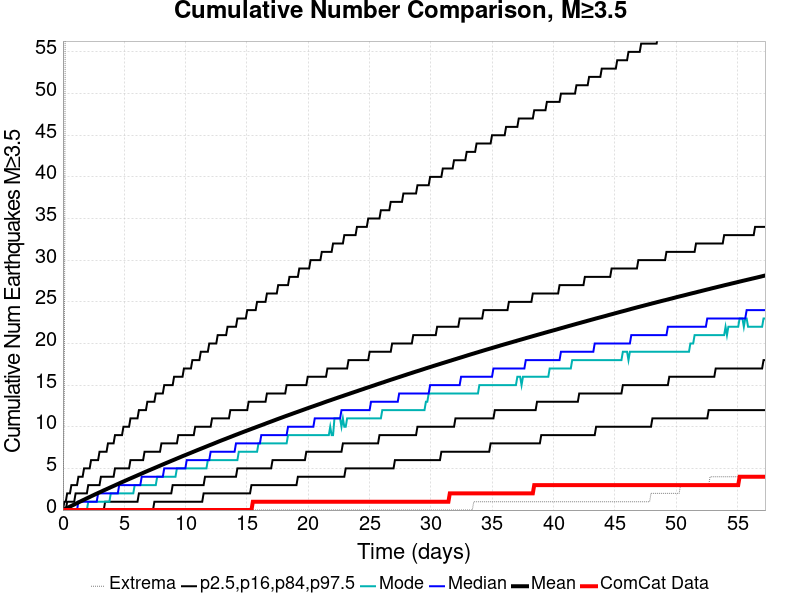 Cumulative Number Comparison, M≥3.5
Cumulative Num Earthquakes M≥3.5
55
50
45
40
35
30
25
20
15
10
5
0
0 5 10 15 20 25 30 35 40 45 50 55
Time (days)
Extrema p2.5,p16,p84,p97.5 Mode Median Mean ComCat Data